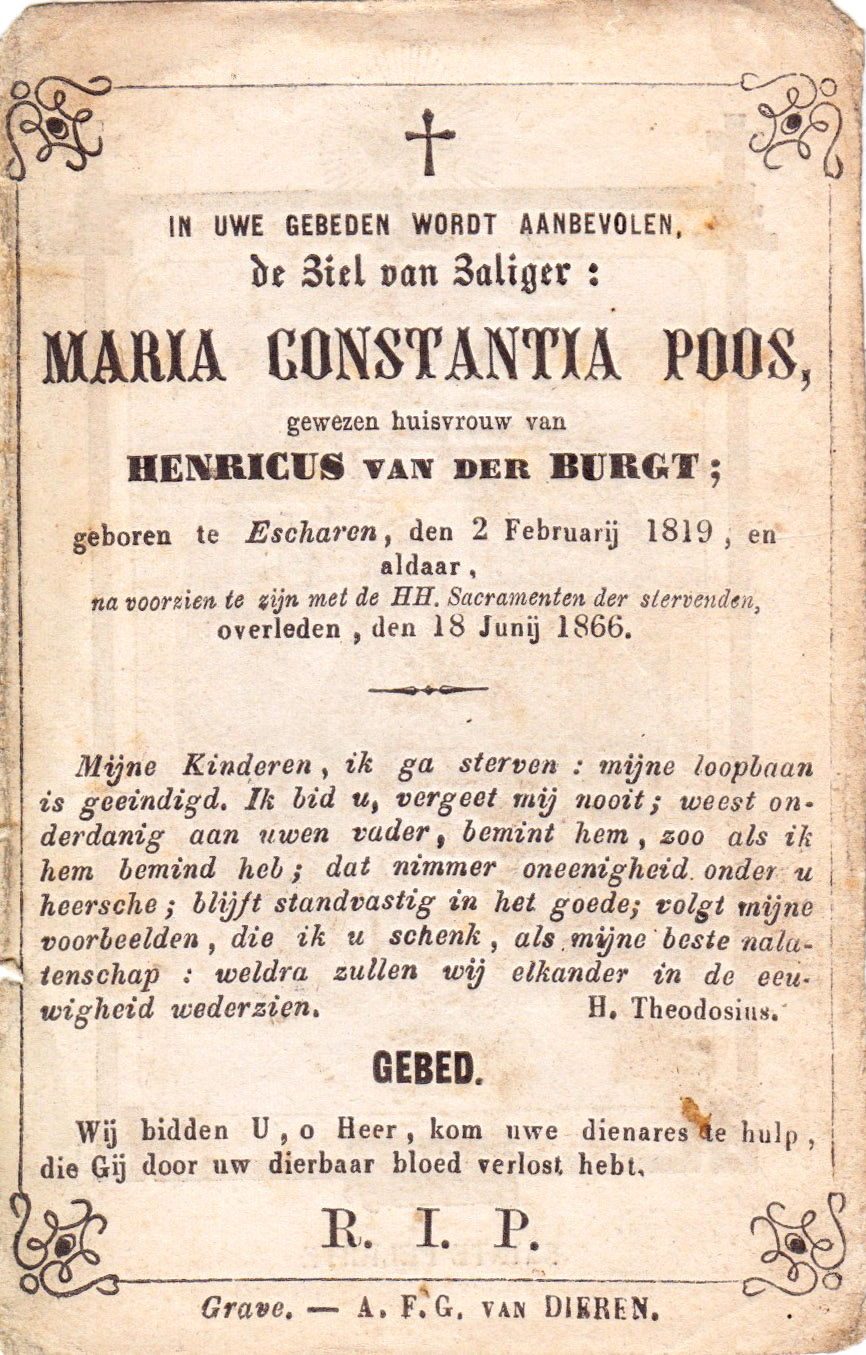 IN UWE GEBEDEN WORDT AANBEVOLEN,
de Ziel van Zaliger :
MARIA CONSTANTIA POOS,
gewezen huisvrouw van
HENRICUS VAN DER BURGT ;
geboren te Escharen, den 2 Februarij 1819, en
aldaar,
na voorzien te zijn met de HH. Sacramenten der stervenden,
overleden, den 18 Junij 1866.
Mijne Kinderen, ik ga sterven : mijne loopbaan
is geeindigd. Ik bid u, vergeet mij nooit ; weest on-
derdanig aan uwen vader, bemint hem, zoo als ik
hem bemind heb ; dat nimmer oneenigheid onder u
heersche ; blijft standvastig in het goede; volgt mijne
voorbeelden, die ik u schenk, als mijne beste nala-
tenschap : weldra zullen wij elkander in de eeu-
wigheid wederzien. H. Theodosius.
GEBED.
Wij bidden U, o Heer, kom uwe dienares te hulp,
die Gij door uw dierbaar bloed verlost hebt.
R. I. P.
Grave. — A. F. G. VAN DIEREN.